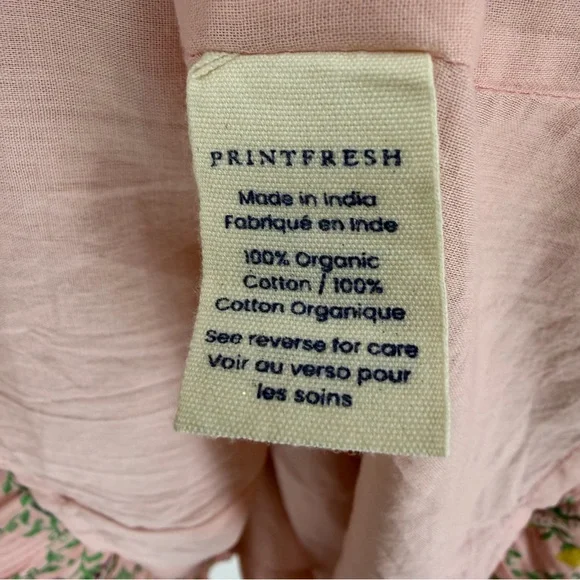 PRINTFRESH
Made in India
Fabriqué en Inde
100% Organic
Cotton / 100%
Cotton Organique
See reverse for care
Voir au verso pour
les soins